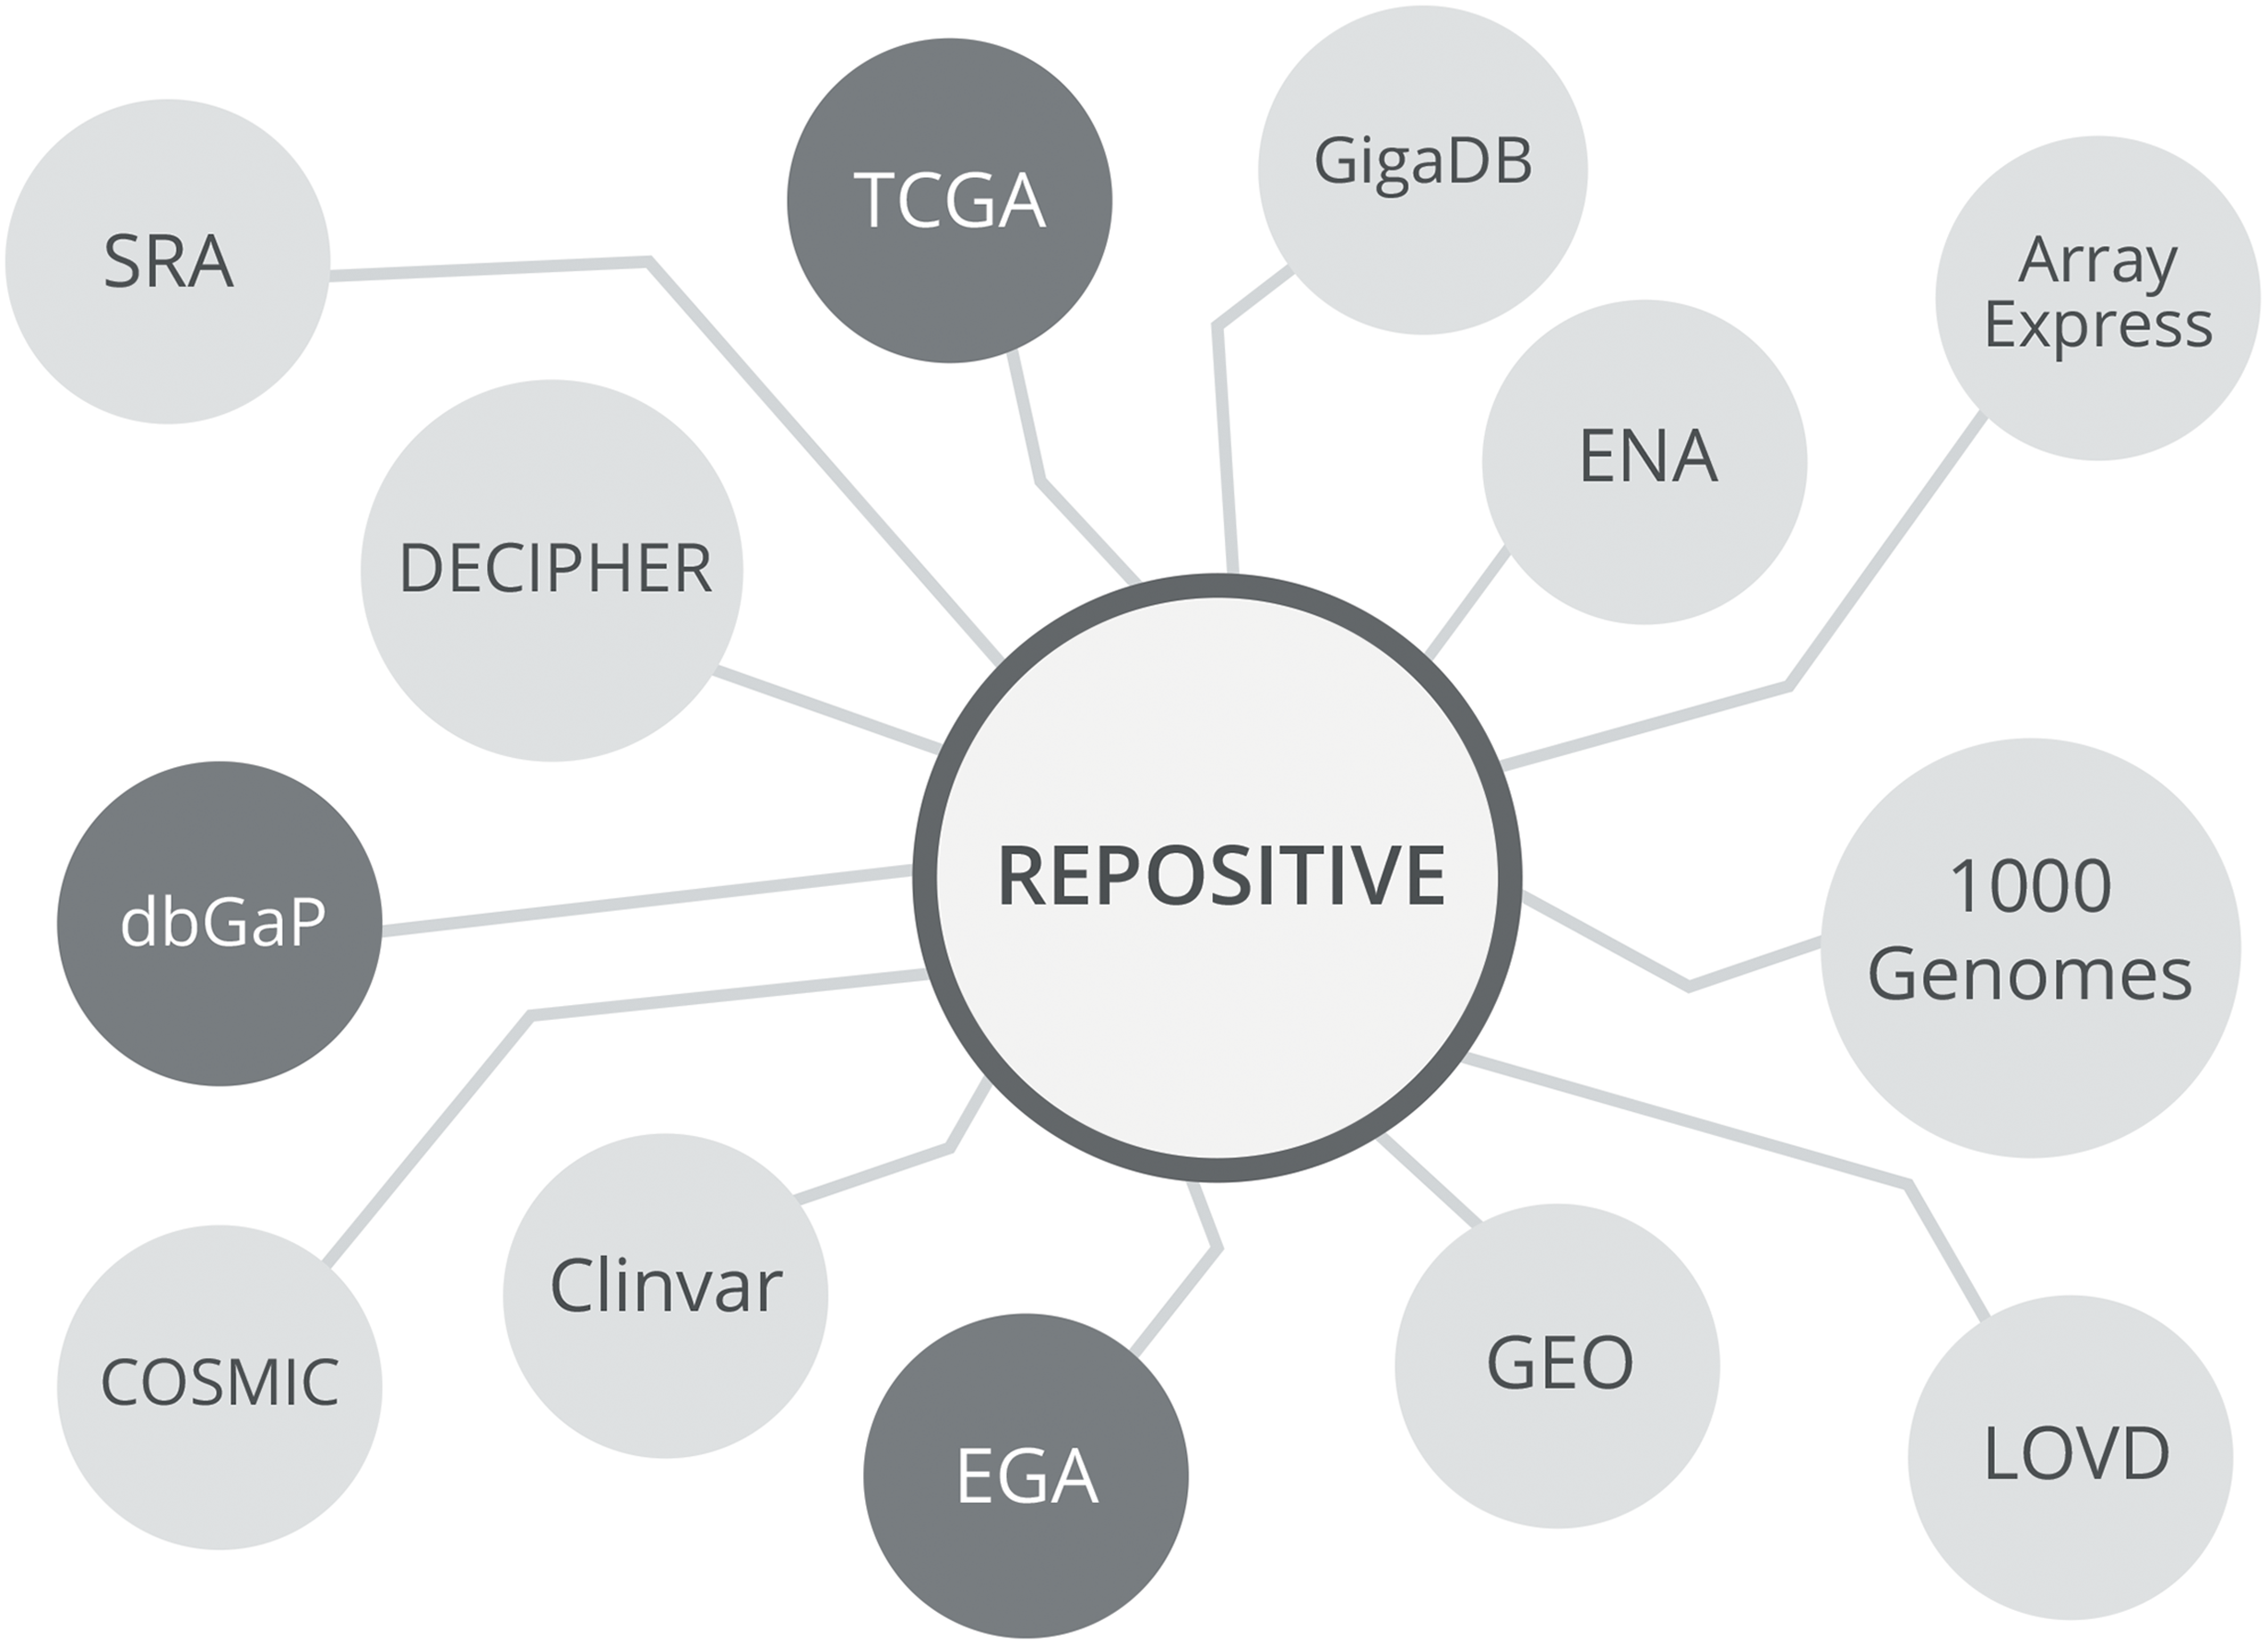 TCGA
GigaDB
SRA
Array
Express
ENA
DECIPHER
REPOSITIVE
dbGaP
1000
Genomes
Clinvar
COSMIC
GEO
EGA
LOVD